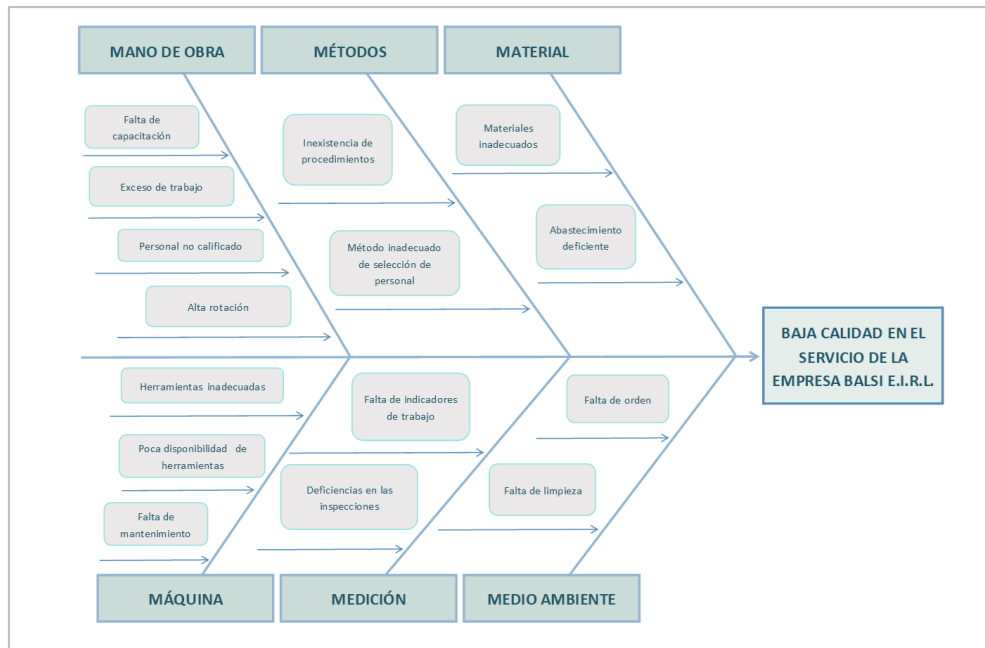 MANO DE OBRA
MÉTODOS
MATERIAL
Falta de
capacitación
Exceso de trabajo
Personal no calificado
Alta rotación
Inexistencia de
procedimientos
Método inadecuado
de selección de
personal
Materiales
inadecuados
Abastecimiento
deficiente
BAJA CALIDAD EN EL
SERVICIO DE LA
EMPRESA BALSI E.I.R.L.
Herramientas inadecuadas
Poca disponibilidad de
herramientas
Falta de
mantenimiento
Falta de indicadores
de trabajo
Deficiencias en las
inspecciones
Falta de orden
Falta de limpieza
MÁQUINA
MEDICIÓN
MEDIO AMBIENTE